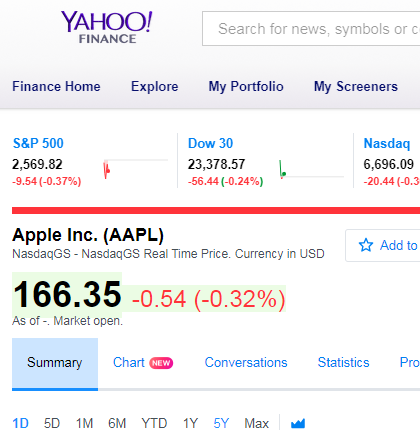 YAHOO!
FINANCE
Search for news, symbols or c
Finance Home Explore My Portfolio My Screeners
S&P 500 Dow 30 Nasdaq
2,569.82 23,378.57 6,696.09
-9.54 (-0.37%) -56.44 (-0.24%) -20.44 (-0.3
Apple Inc. (AAPL)
NasdaqGS - NasdaqGS Real Time Price. Currency in USD
Add to
166.35 -0.54 (-0.32%)
As of -. Market open.
Summary Chart NEW Conversations Statistics Pro
1D 5D 1M 6M YTD 1Y 5Y Max